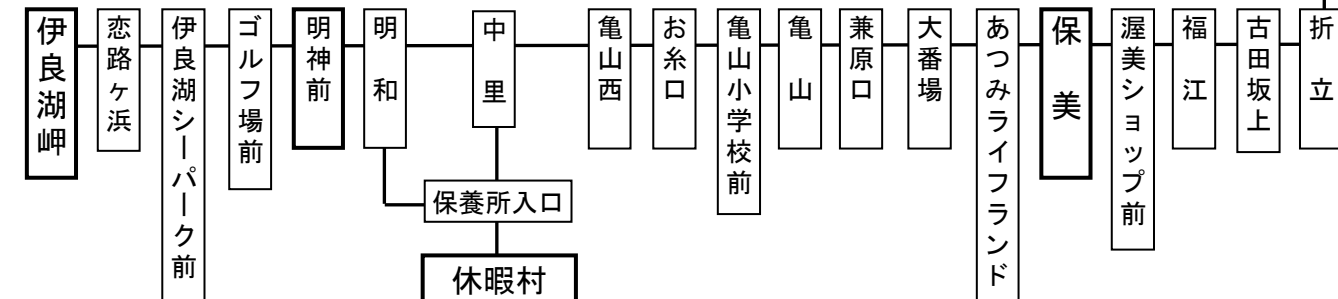 伊良湖岬
恋路ヶ浜
伊良湖シーパーク前
ゴルフ場前
明神前
明和
中里
亀山西
お糸口
亀山小学校前
亀山
兼原口
大番場
あつみライフランド
保美
渥美ショップ前
福江
古田坂上
折立
保養所入口
休暇村